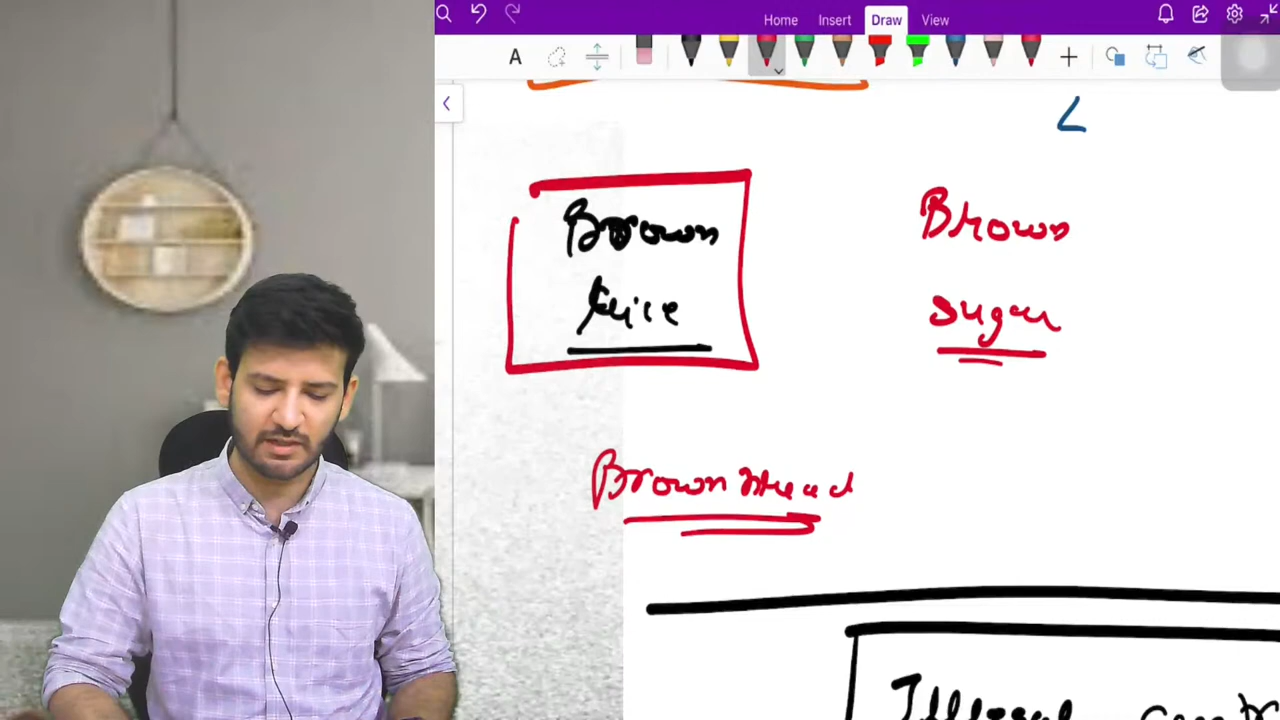 Home Insert Draw View
A
L
Brown
Rice
Brown
Sugar
Brown Bread
Illegal